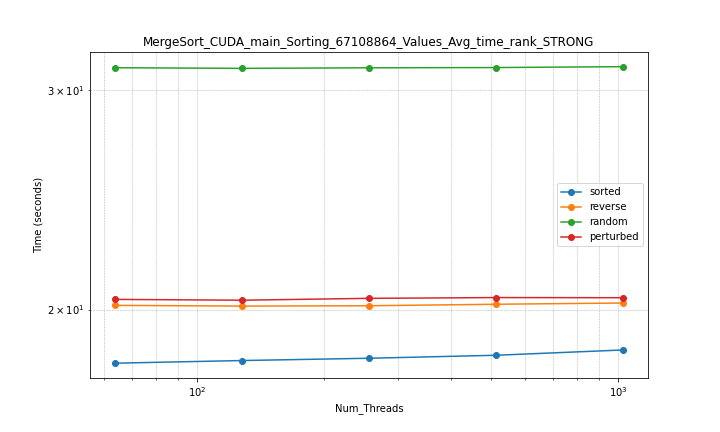 MergeSort_CUDA_main_Sorting_67108864_Values_Avg_time_rank_STRONG
3 × 10¹
Time (seconds)
sorted
reverse
random
perturbed
2 × 10¹
10²
10³
Num_Threads